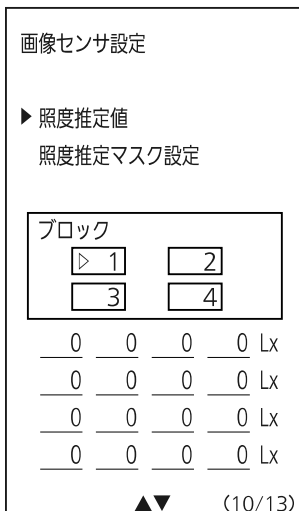 画像センサ設定
▶ 照度推定値
照度推定マスク設定
ブロック
▷ 1 2
3 4
0 0 0 0 Lx
0 0 0 0 Lx
0 0 0 0 Lx
0 0 0 0 Lx
▲▼ (10/13)